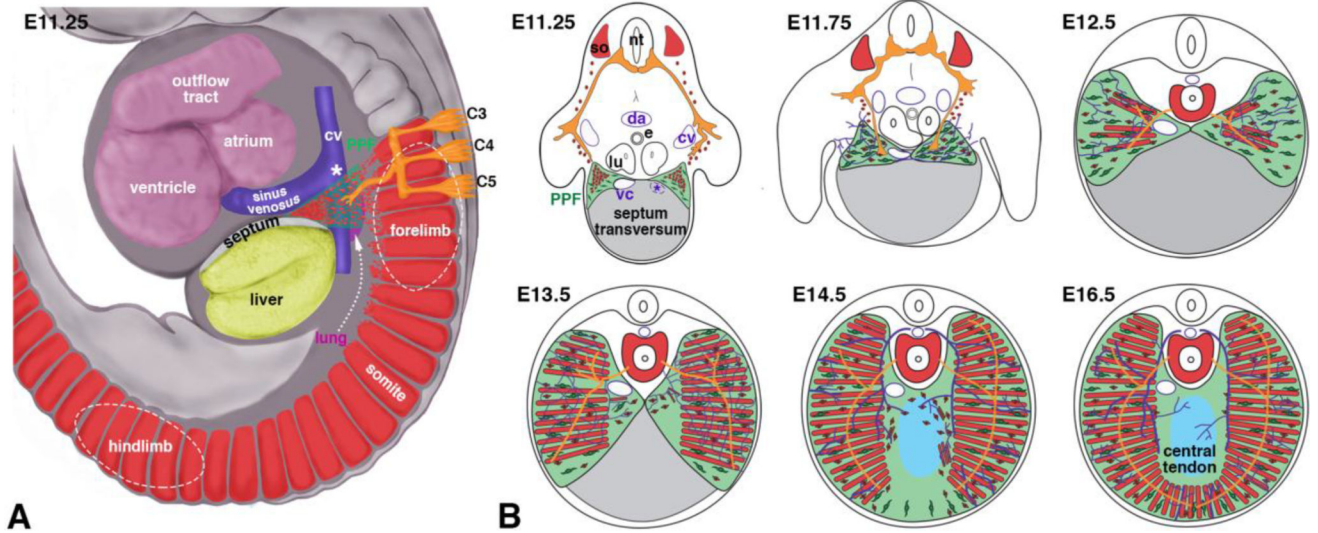 E11.25
outflow
tract
atrium
ventricle
cv
*
PPF
sinus
venosus
septum
liver
lung
C3
C4
C5
forelimb
somite
hindlimb
A
E11.25
so
nt
da
e
cv
lu
PPF
vc
*
septum
transversum
E11.75
E12.5
E13.5
E14.5
E16.5
central
tendon
B